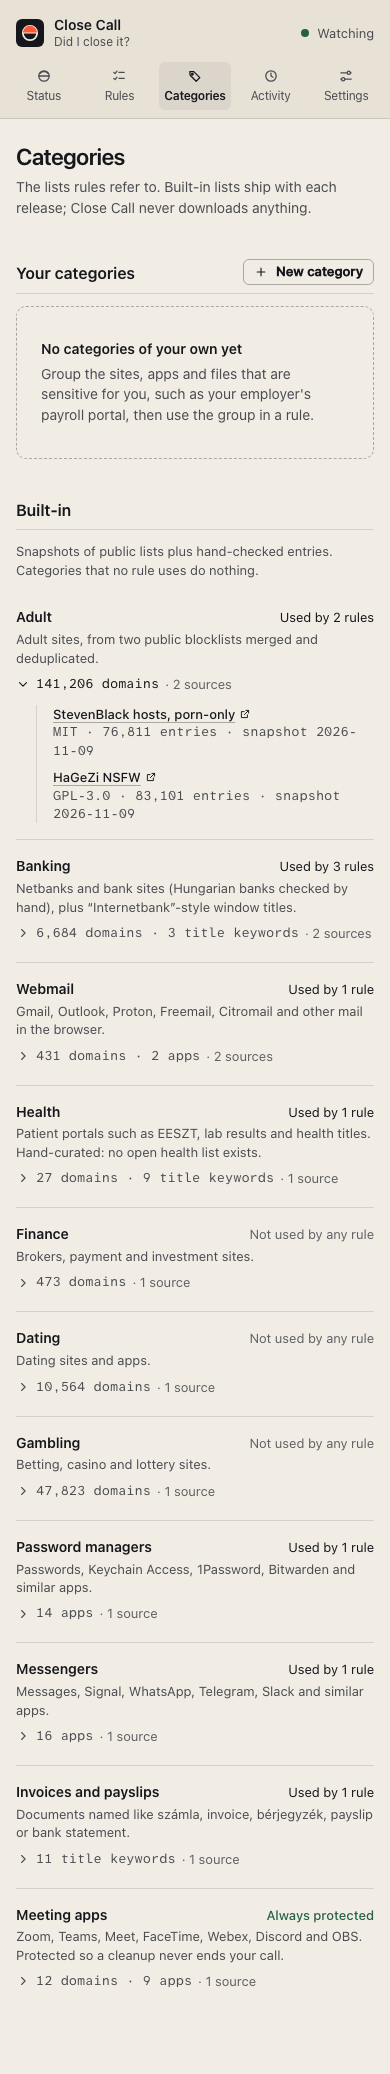 Close Call
Did I close it?
Watching
Status
Rules
Categories
Activity
Settings
Categories
The lists rules refer to. Built-in lists ship with each
release; Close Call never downloads anything.
Your categories
New category
No categories of your own yet
Group the sites, apps and files that are
sensitive for you, such as your employer's
payroll portal, then use the group in a rule.
Built-in
Snapshots of public lists plus hand-checked entries.
Categories that no rule uses do nothing.
Adult
Used by 2 rules
Adult sites, from two public blocklists merged and
deduplicated.
141,206 domains · 2 sources
StevenBlack hosts, porn-only
MIT · 76,811 entries · snapshot 2026-
11-09
HaGeZi NSFW
GPL-3.0 · 83,101 entries · snapshot
2026-11-09
Banking
Used by 3 rules
Netbanks and bank sites (Hungarian banks checked by
hand), plus “Internetbank”-style window titles.
6,684 domains · 3 title keywords · 2 sources
Webmail
Used by 1 rule
Gmail, Outlook, Proton, Freemail, Citromail and other mail
in the browser.
431 domains · 2 apps · 2 sources
Health
Used by 1 rule
Patient portals such as EESZT, lab results and health titles.
Hand-curated: no open health list exists.
27 domains · 9 title keywords · 1 source
Finance
Not used by any rule
Brokers, payment and investment sites.
473 domains · 1 source
Dating
Not used by any rule
Dating sites and apps.
10,564 domains · 1 source
Gambling
Not used by any rule
Betting, casino and lottery sites.
47,823 domains · 1 source
Password managers
Used by 1 rule
Passwords, Keychain Access, 1Password, Bitwarden and
similar apps.
14 apps · 1 source
Messengers
Used by 1 rule
Messages, Signal, WhatsApp, Telegram, Slack and similar
apps.
16 apps · 1 source
Invoices and payslips
Used by 1 rule
Documents named like számla, invoice, bérjegyzék, payslip
or bank statement.
11 title keywords · 1 source
Meeting apps
Always protected
Zoom, Teams, Meet, FaceTime, Webex, Discord and OBS.
Protected so a cleanup never ends your call.
12 domains · 9 apps · 1 source